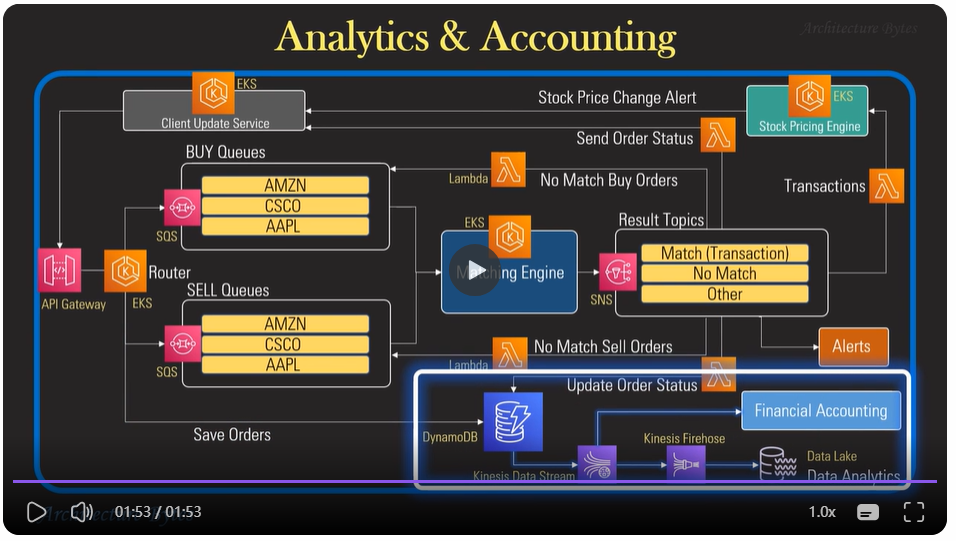 Architecture Bytes
Analytics & Accounting
EKS
Client Update Service
Stock Price Change Alert
EKS
Stock Pricing Engine
Send Order Status
BUY Queues
AMZN
CSCO
AAPL
SQS
Lambda
No Match Buy Orders
Transactions
Result Topics
EKS
Matching Engine
Match (Transaction)
No Match
Other
SNS
API Gateway
Router
EKS
SELL Queues
AMZN
CSCO
AAPL
SQS
Lambda
No Match Sell Orders
Alerts
Update Order Status
Financial Accounting
Save Orders
DynamoDB
Kinesis Data Stream
Kinesis Firehose
Data Lake
Data Analytics
Architecture Bytes
01:53 / 01:53
1.0x